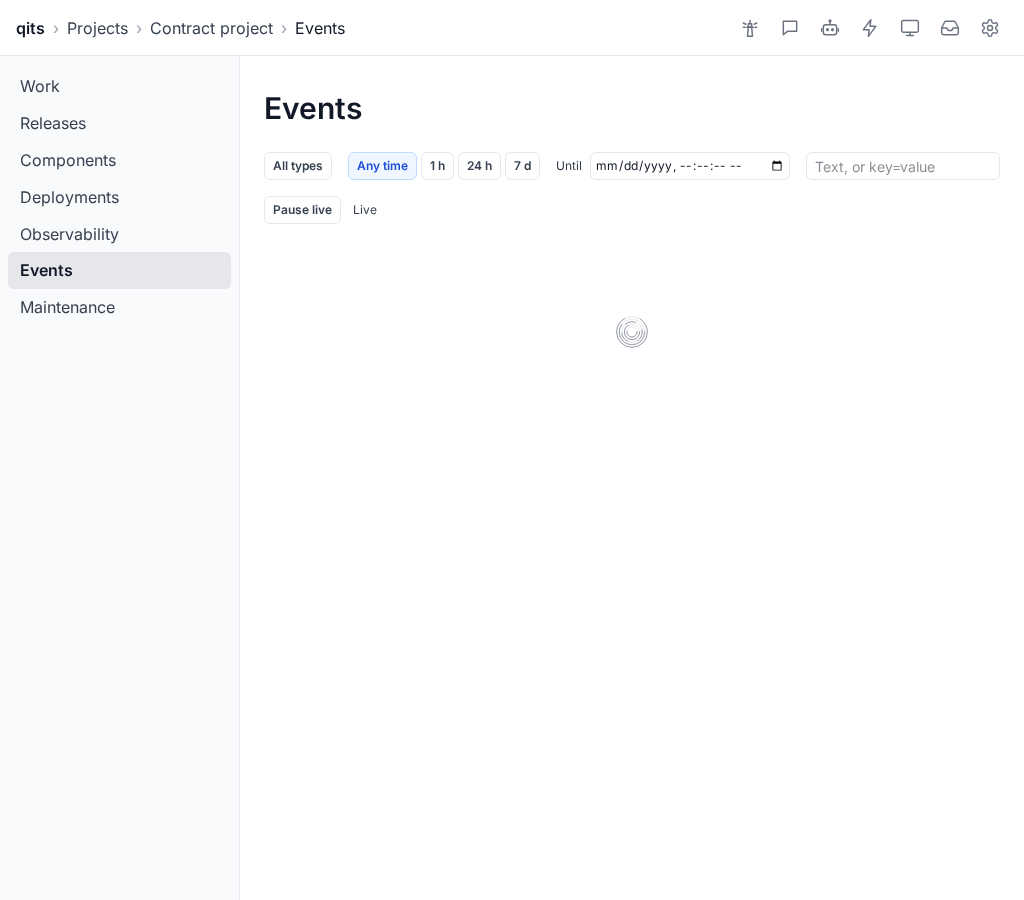 qits › Projects › Contract project › Events
Work
Releases
Components
Deployments
Observability
Events
Maintenance
Events
All types Any time 1 h 24 h 7 d Until mm/dd/yyyy, --:--:-- -- Text, or key=value
Pause live Live